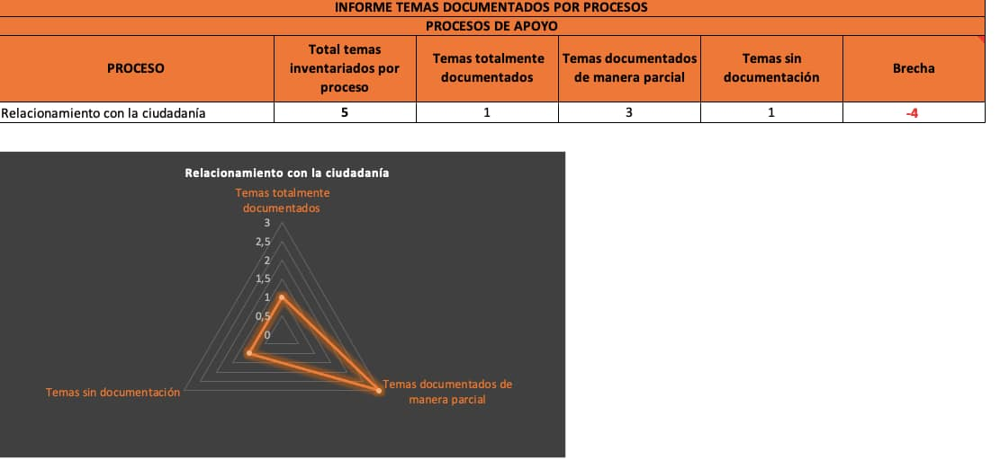 INFORME TEMAS DOCUMENTADOS POR PROCESOS
PROCESOS DE APOYO
PROCESO
Total temas
inventariados por
proceso
Temas totalmente
documentados
Temas documentados
de manera parcial
Temas sin
documentación
Brecha
Relacionamiento con la ciudadanía
5
1
3
1
-4
Relacionamiento con la ciudadanía
Temas totalmente
documentados
3
2,5
2
1,5
1
0,5
0
Temas documentados de
manera parcial
Temas sin documentación